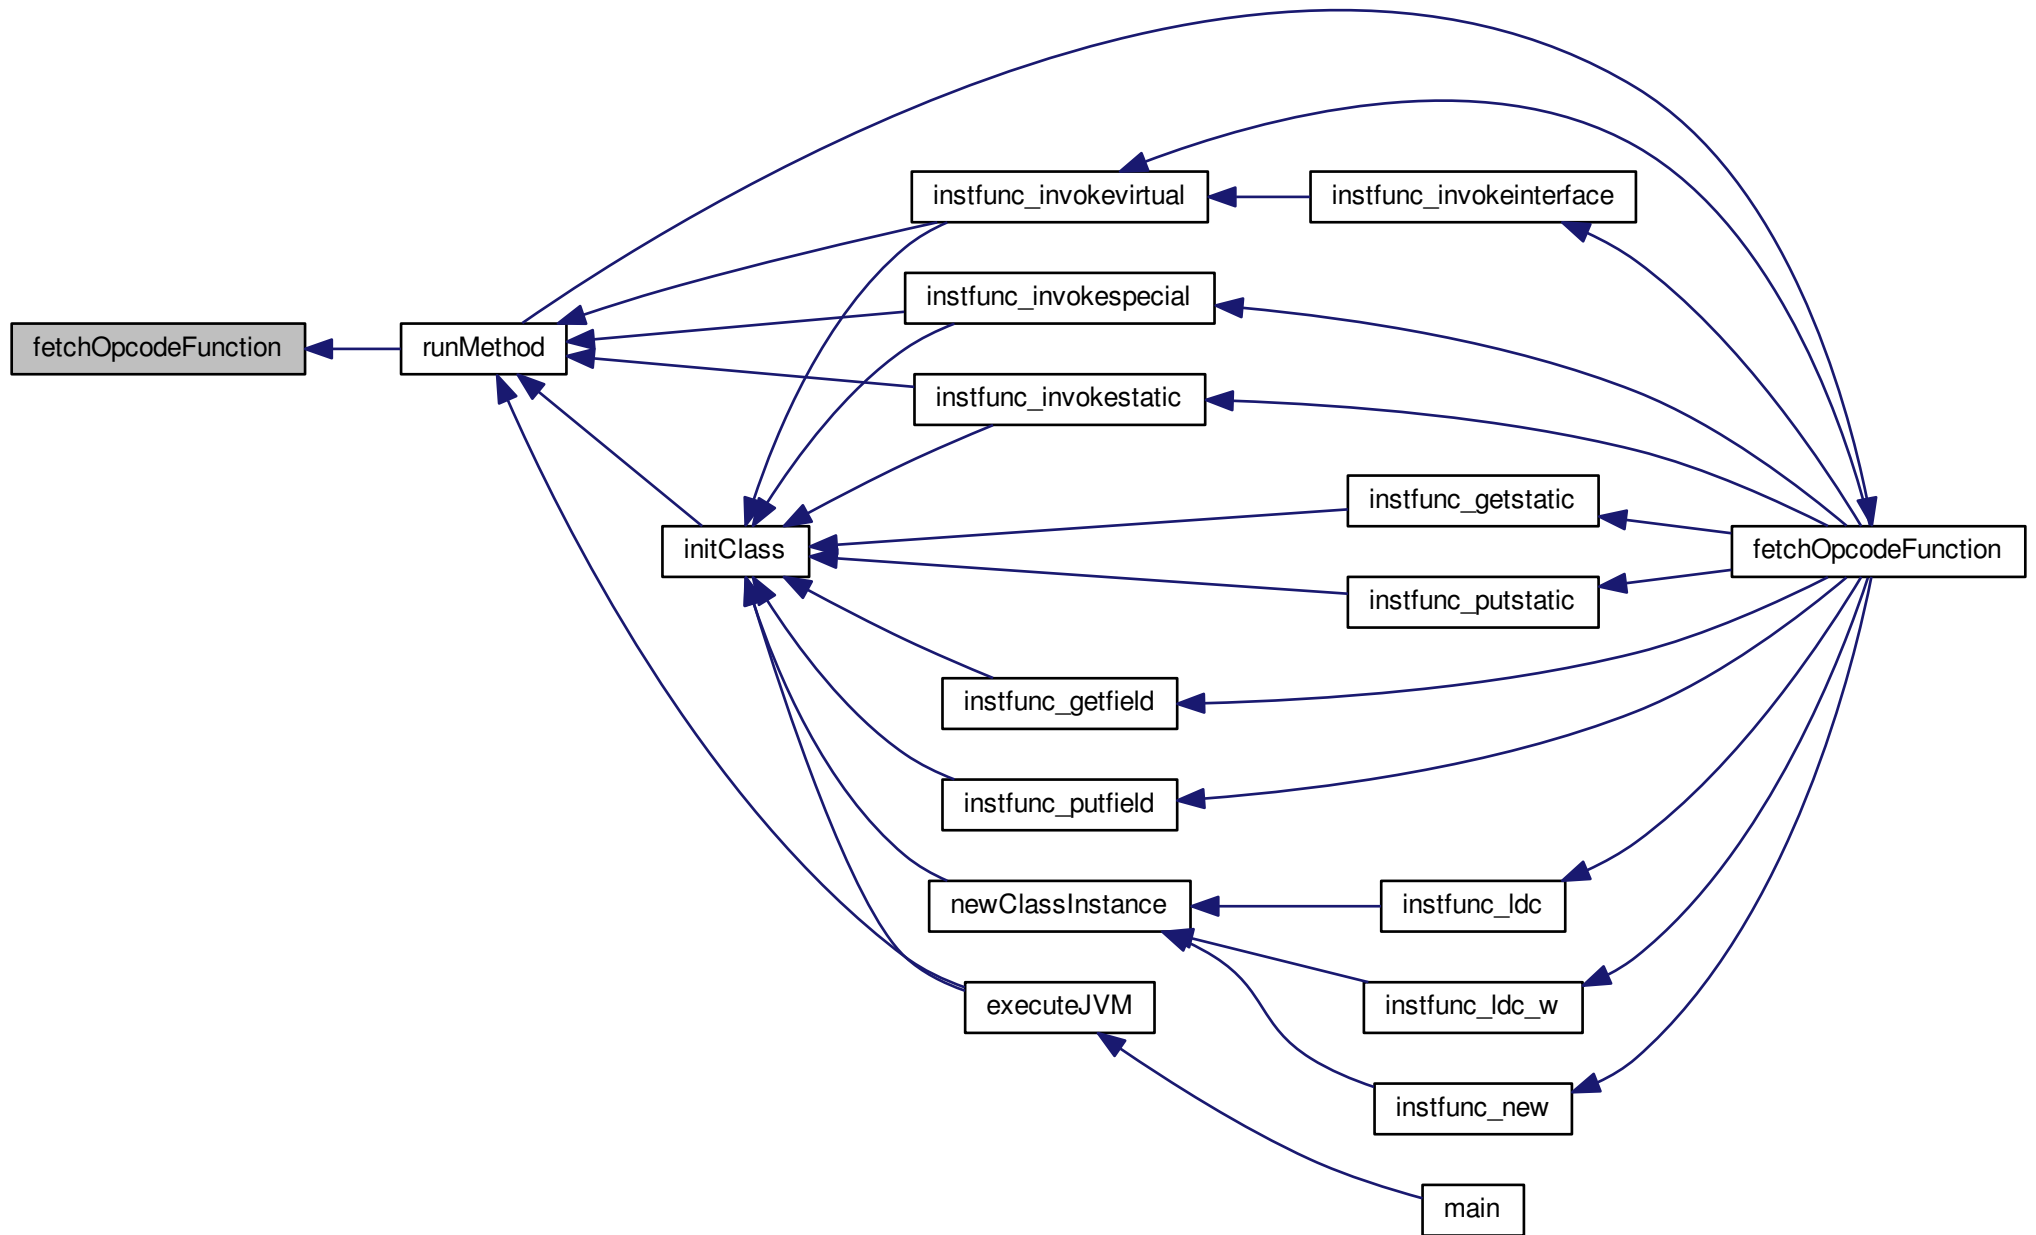 fetchOpcodeFunction
runMethod
instfunc_invokevirtual
instfunc_invokeinterface
instfunc_invokespecial
instfunc_invokestatic
initClass
instfunc_getstatic
fetchOpcodeFunction
instfunc_putstatic
instfunc_getfield
instfunc_putfield
newClassInstance
instfunc_ldc
executeJVM
instfunc_ldc_w
instfunc_new
main